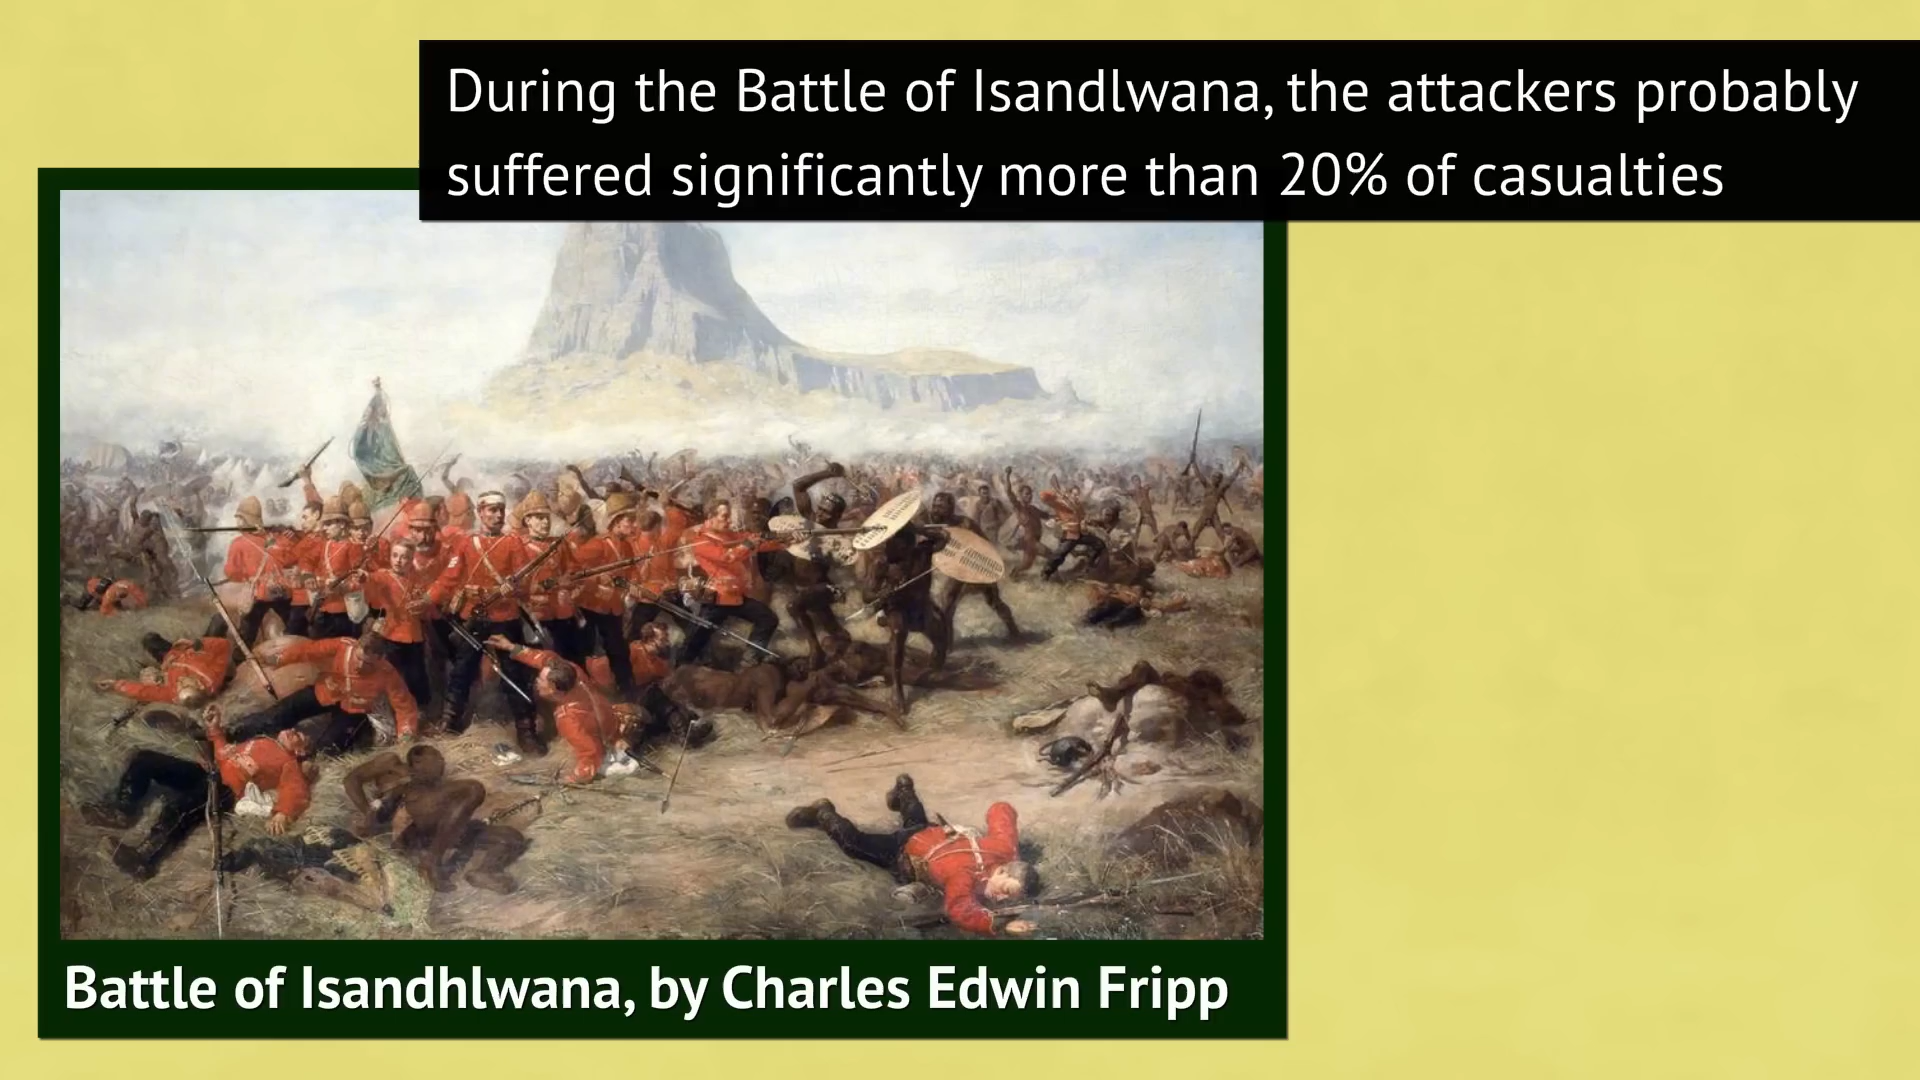 During the Battle of Isandlwana, the attackers probably
suffered significantly more than 20% of casualties
Battle of Isandhlwana, by Charles Edwin Fripp